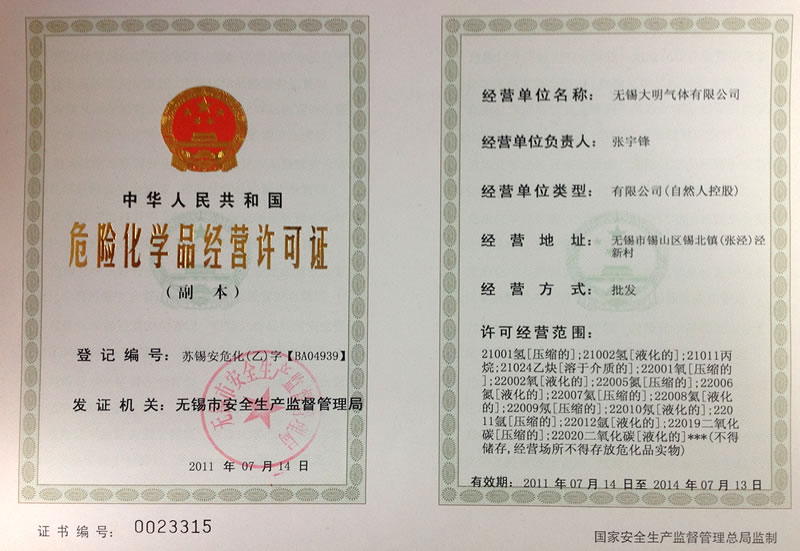 中华人民共和国
危险化学品经营许可证
(副 本)
登 记 编 号： 苏锡安危化(乙)字【BA04939】
发 证 机 关：无锡市安全生产监督管理局
无锡市安全生产监督管理局
2011 年 07 月 14 日
证 书 编 号： 0023315
经营单位名称： 无锡大明气体有限公司
经营单位负责人： 张宇锋
经营单位类型： 有限公司(自然人控股)
经 营 地 址： 无锡市锡山区锡北镇(张泾)泾
新村
经 营 方 式： 批发
许可经营范围：
21001氢[压缩的];21002氢[液化的];21011丙
烷;21024乙炔[溶于介质的];22001氧[压缩的
];22002氧[液化的];22005氮[压缩的];22006
氮[液化的];22007氦[压缩的];22008氦[液化
的];22009氖[压缩的];22010氖[液化的];220
11氩[压缩的];22012氩[液化的];22019二氧化
碳[压缩的];22020二氧化碳[液化的]***(不得
储存,经营场所不得存放危化品实物)
有效期： 2011 年 07 月 14 日至 2014 年 07 月 13 日
国家安全生产监督管理总局监制